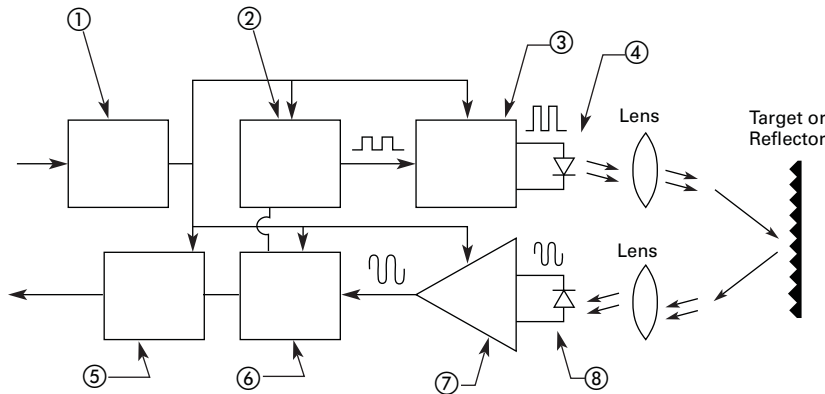 ①
②
③
④
Lens
Target or
Reflector
Lens
⑤
⑥
⑦
⑧